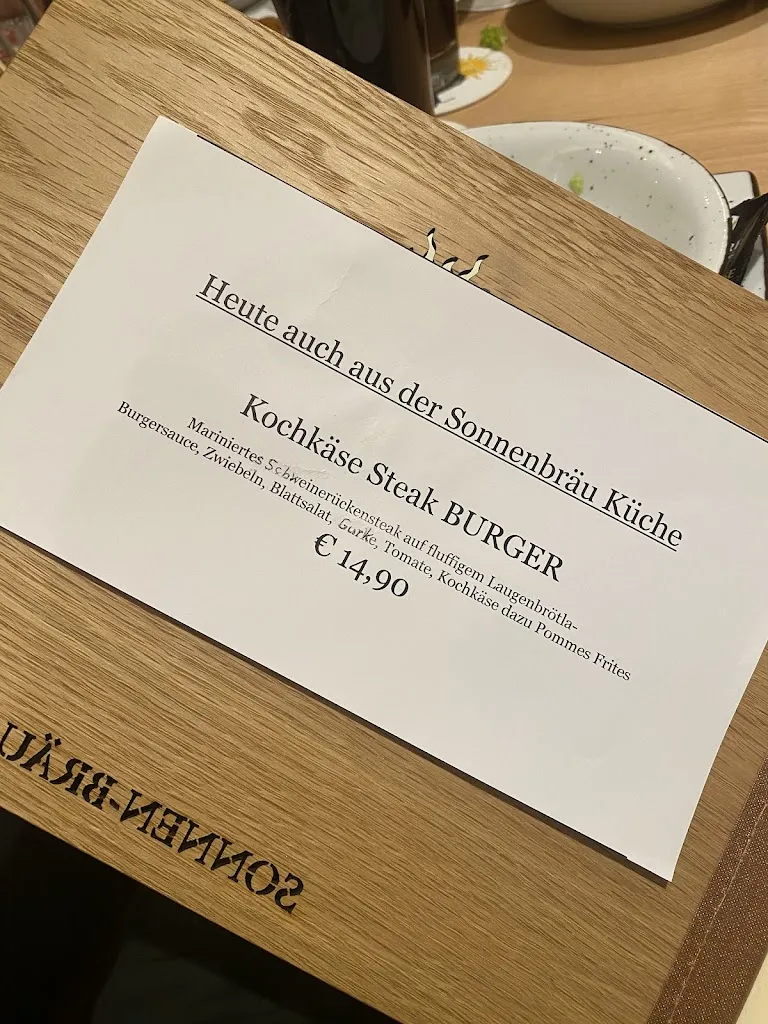 Heute auch aus der Sonnenbräu Küche
Kochkäse Steak BURGER
Mariniertes Schweinerückensteak auf fluffigem Laugenbrötla-
Burgersauce, Zwiebeln, Blattsalat, Gurke, Tomate, Kochkäse dazu Pommes Frites
€ 14,90
SONNEN-BRÄU